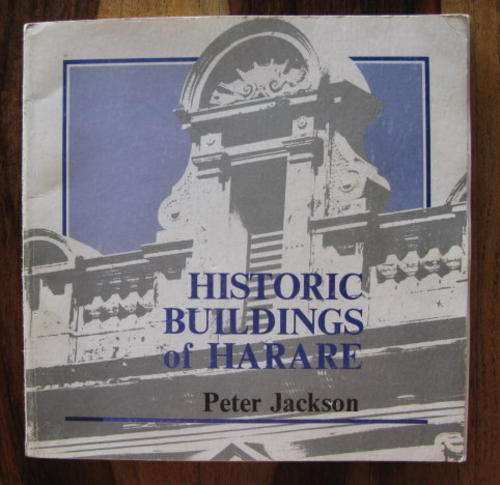 HISTORIC
BUILDINGS
of HARARE
Peter Jackson